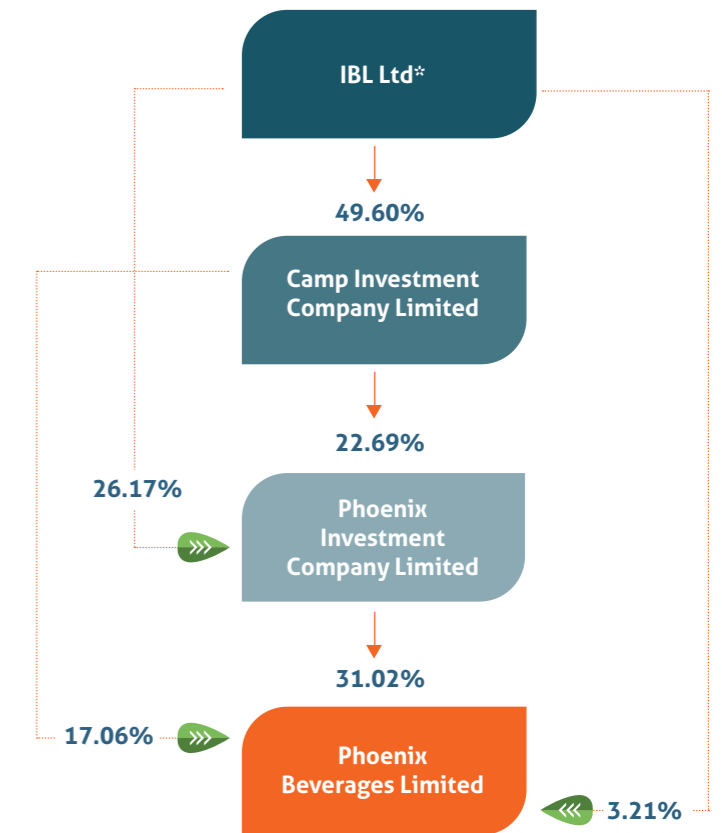 IBL Ltd*
49.60%
Camp Investment
Company Limited
22.69%
26.17%
Phoenix
Investment
Company Limited
31.02%
17.06%
Phoenix
Beverages Limited
3.21%